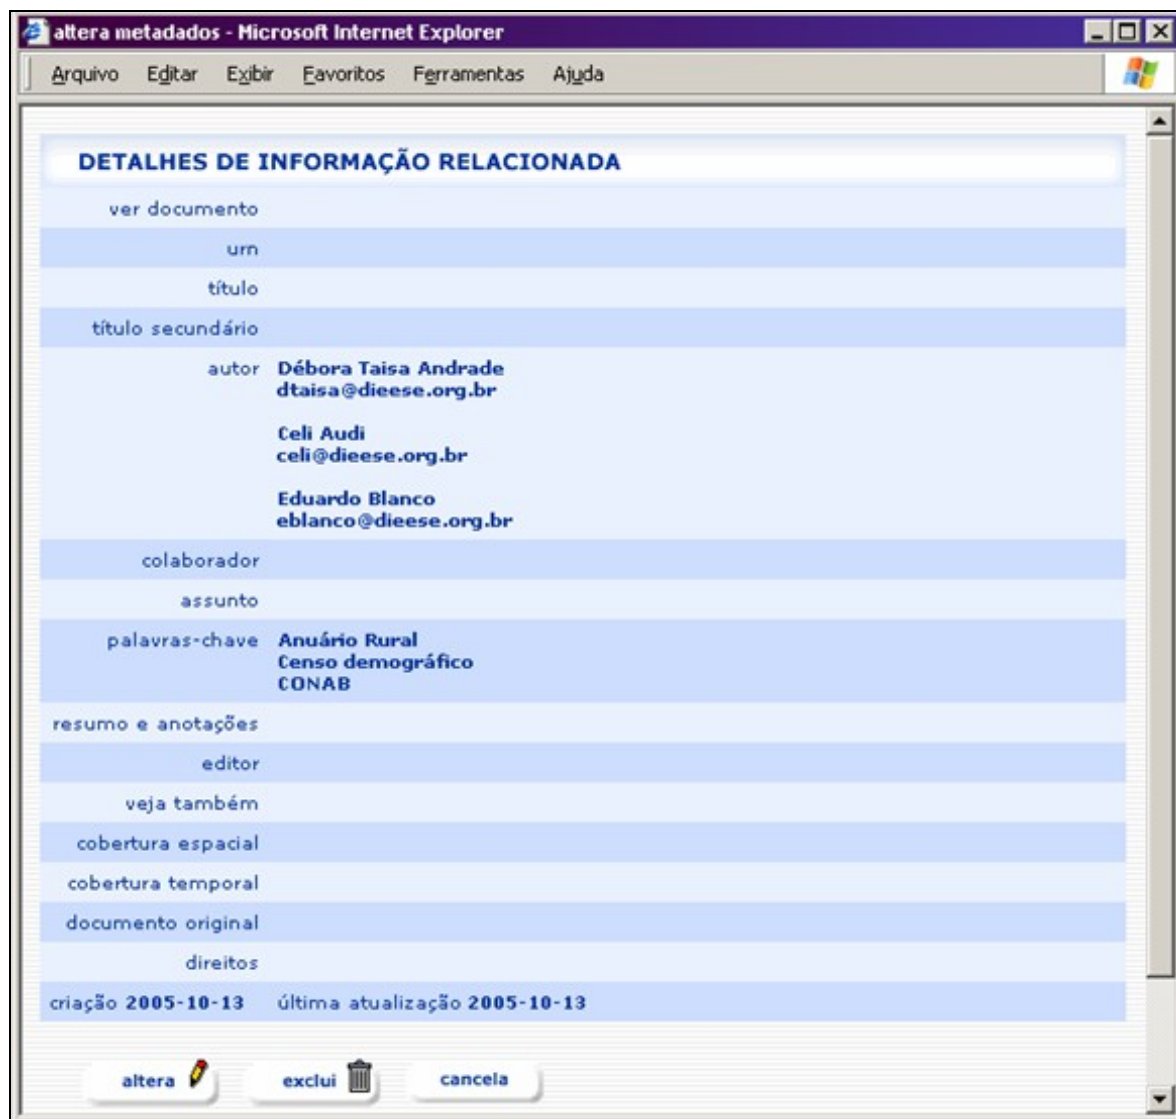 altera metadados - Microsoft Internet Explorer
Arquivo Editar Exibir Favoritos Ferramentas Ajuda
DETALHES DE INFORMAÇÃO RELACIONADA
ver documento
urn
título
título secundário
autor Débora Taisa Andrade
dtaisa@dieese.org.br
Celi Audi
celi@dieese.org.br
Eduardo Blanco
eblanco@dieese.org.br
colaborador
assunto
palavras-chave Anuário Rural
Censo demográfico
CONAB
resumo e anotações
editor
veja também
cobertura espacial
cobertura temporal
documento original
direitos
criação 2005-10-13 última atualização 2005-10-13
altera exclui cancela